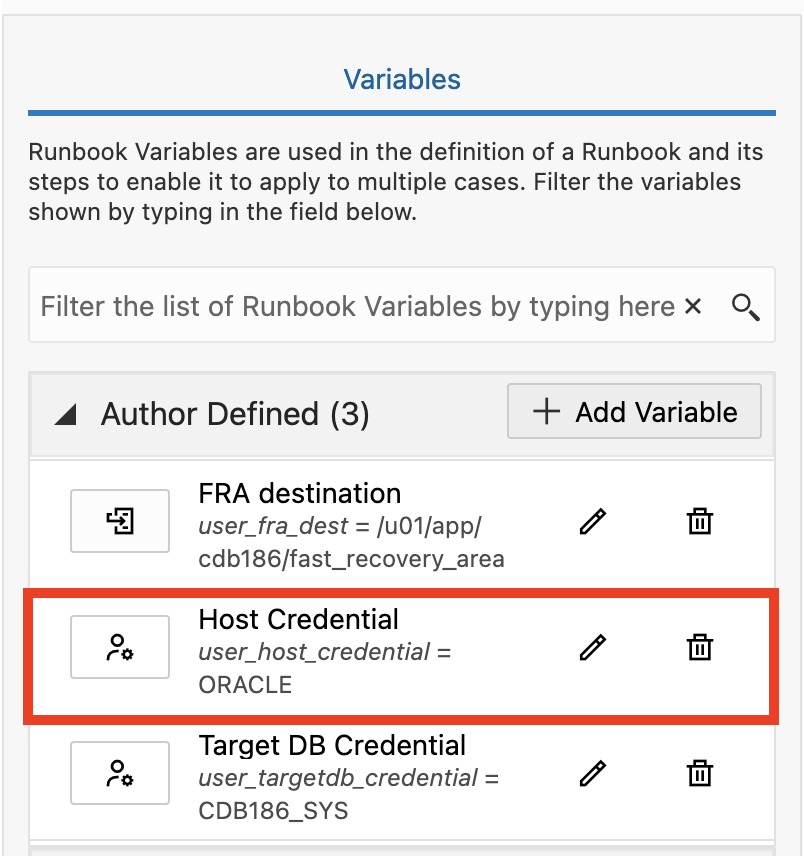 Variables
Runbook Variables are used in the definition of a Runbook and its
steps to enable it to apply to multiple cases. Filter the variables
shown by typing in the field below.
Filter the list of Runbook Variables by typing here
Author Defined (3)
Add Variable
FRA destination
user_fra_dest = /u01/app/
cdb186/fast_recovery_area
Host Credential
user_host_credential =
ORACLE
Target DB Credential
user_targetdb_credential =
CDB186_SYS